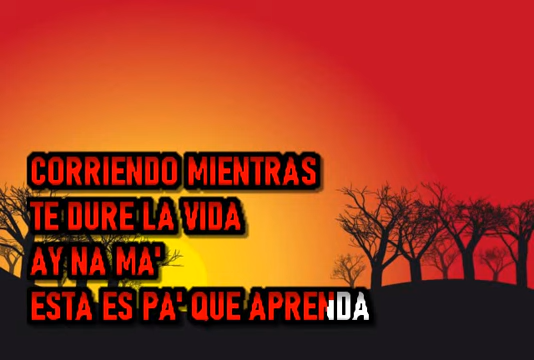 CORRIENDO MIENTRAS
TE DURE LA VIDA
AY NA MA'
ESTA ES PA' QUE APRENDA